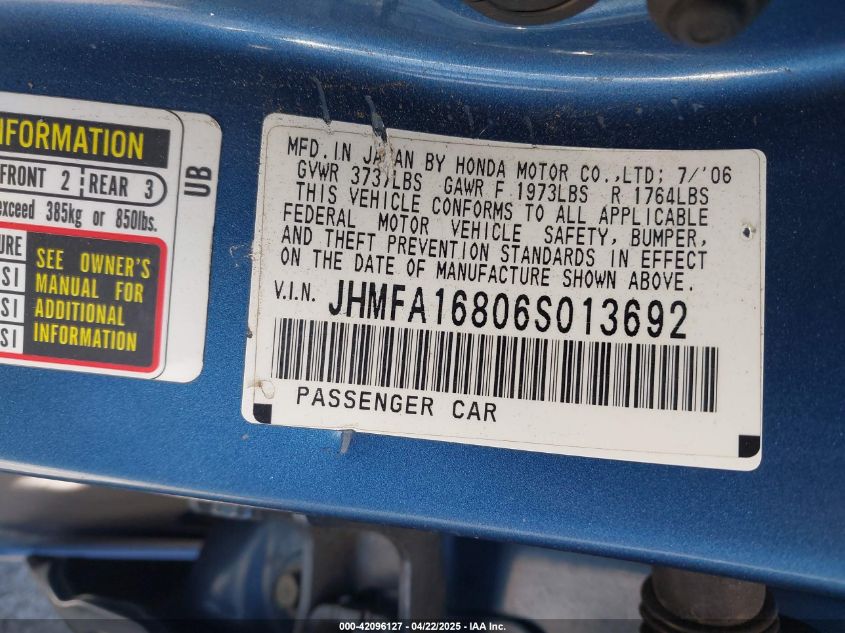 INFORMATION
FRONT 2 REAR 3
exceed 385kg or 850lbs.
SEE OWNER'S
MANUAL FOR
ADDITIONAL
INFORMATION
UB
MFD. IN JAPAN BY HONDA MOTOR CO.,LTD; 7/'06
GVWR 3737LBS GAWR F 1973LBS R 1764LBS
THIS VEHICLE CONFORMS TO ALL APPLICABLE
FEDERAL MOTOR VEHICLE SAFETY, BUMPER,
AND THEFT PREVENTION STANDARDS IN EFFECT
ON THE DATE OF MANUFACTURE SHOWN ABOVE.
V.I.N. JHMFA16806S013692
PASSENGER CAR
000-42096127 - 04/22/2025 - © IAA, Inc.